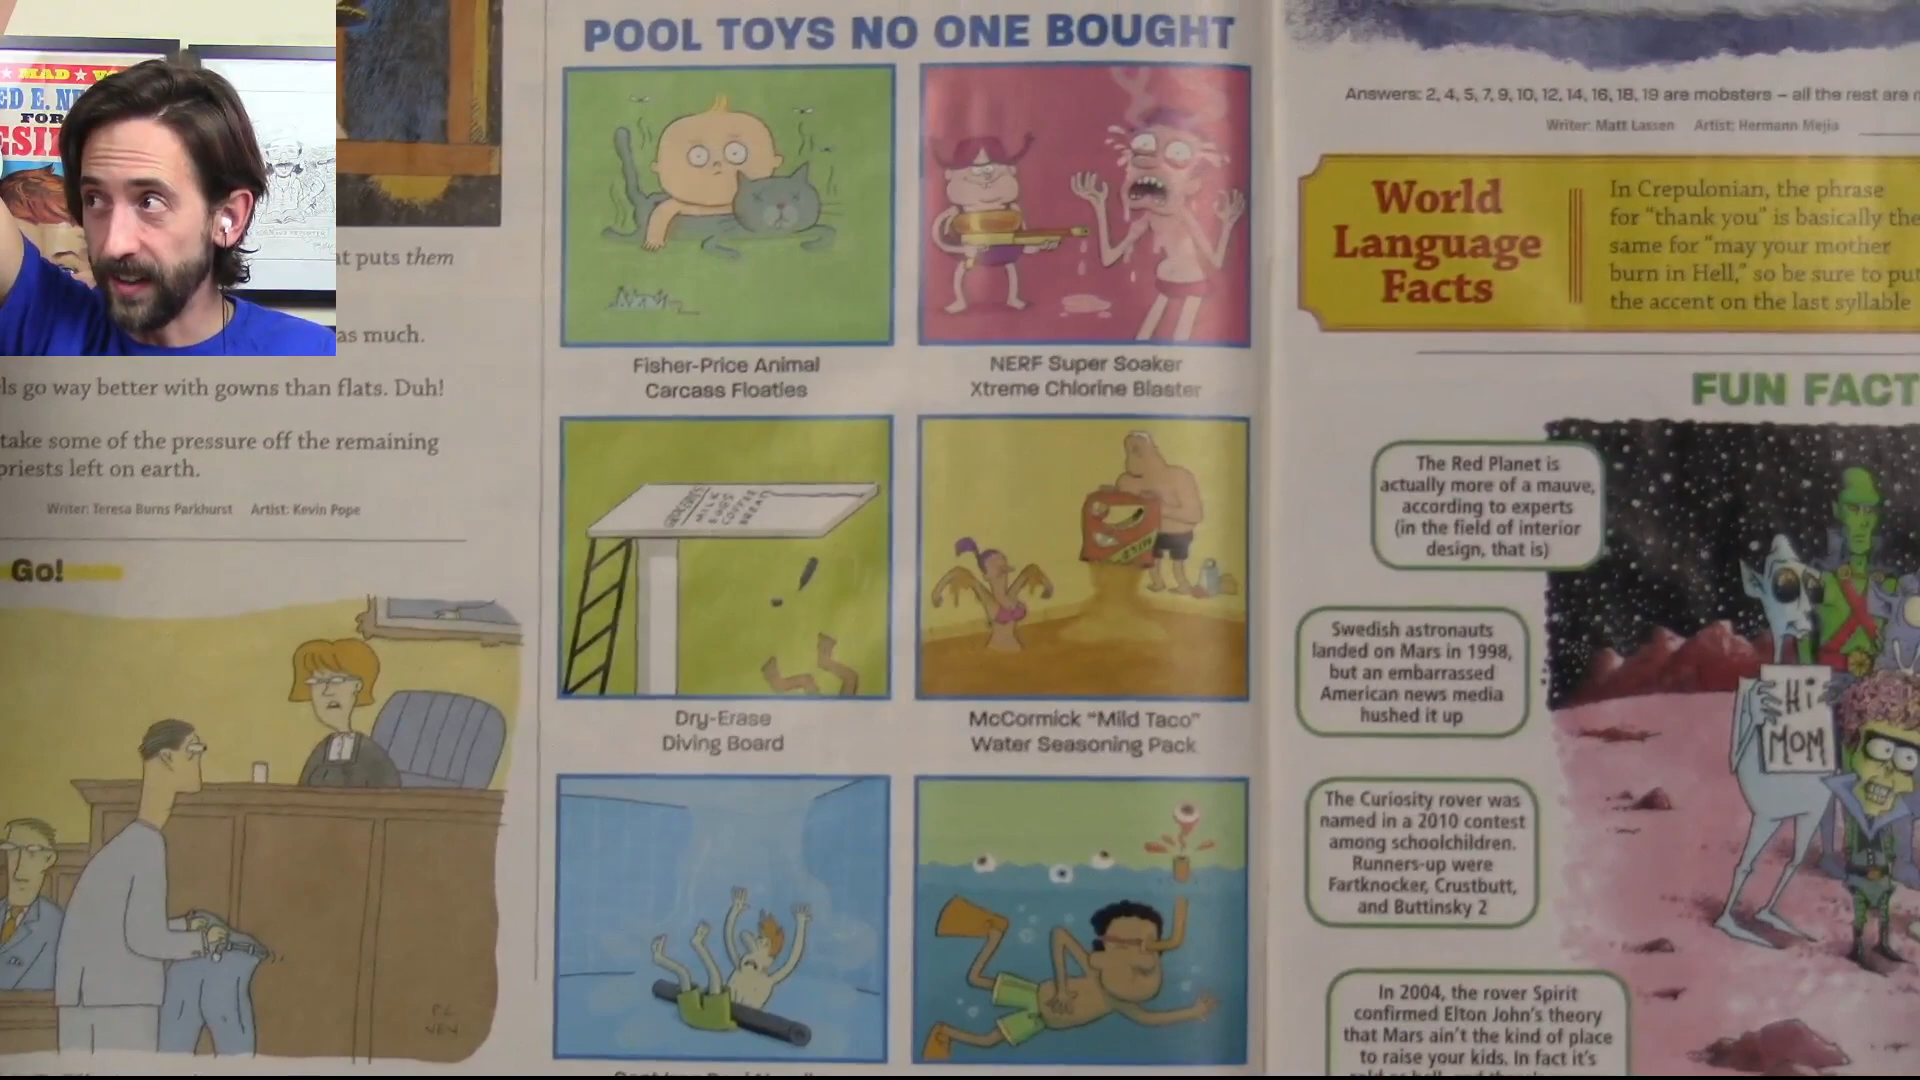 MAD
FOR
at puts them
as much.
ls go way better with gowns than flats. Duh!
take some of the pressure off the remaining
priests left on earth.
Writer: Teresa Burns Parkhurst Artist: Kevin Pope
Go!
POOL TOYS NO ONE BOUGHT
Fisher-Price Animal
Carcass Floaties
NERF Super Soaker
Xtreme Chlorine Blaster
GROCERIES
MILK
EGGS
COFFEE
BREAD
Dry-Erase
Diving Board
MILD
McCormick “Mild Taco”
Water Seasoning Pack
Answers: 2, 4, 5, 7, 9, 10, 12, 14, 16, 18, 19 are mobsters – all the rest are
Writer: Matt Lassen Artist: Hermann Mejia
World
Language
Facts
In Crepulonian, the phrase
for “thank you” is basically the
same for “may your mother
burn in Hell,” so be sure to put
the accent on the last syllable
FUN FACT
The Red Planet is
actually more of a mauve,
according to experts
(in the field of interior
design, that is)
Swedish astronauts
landed on Mars in 1998,
but an embarrassed
American news media
hushed it up
Hi
MOM
The Curiosity rover was
named in a 2010 contest
among schoolchildren.
Runners-up were
Fartknocker, Crustbutt,
and Buttinsky 2
In 2004, the rover Spirit
confirmed Elton John’s theory
that Mars ain’t the kind of place
to raise your kids. In fact it’s